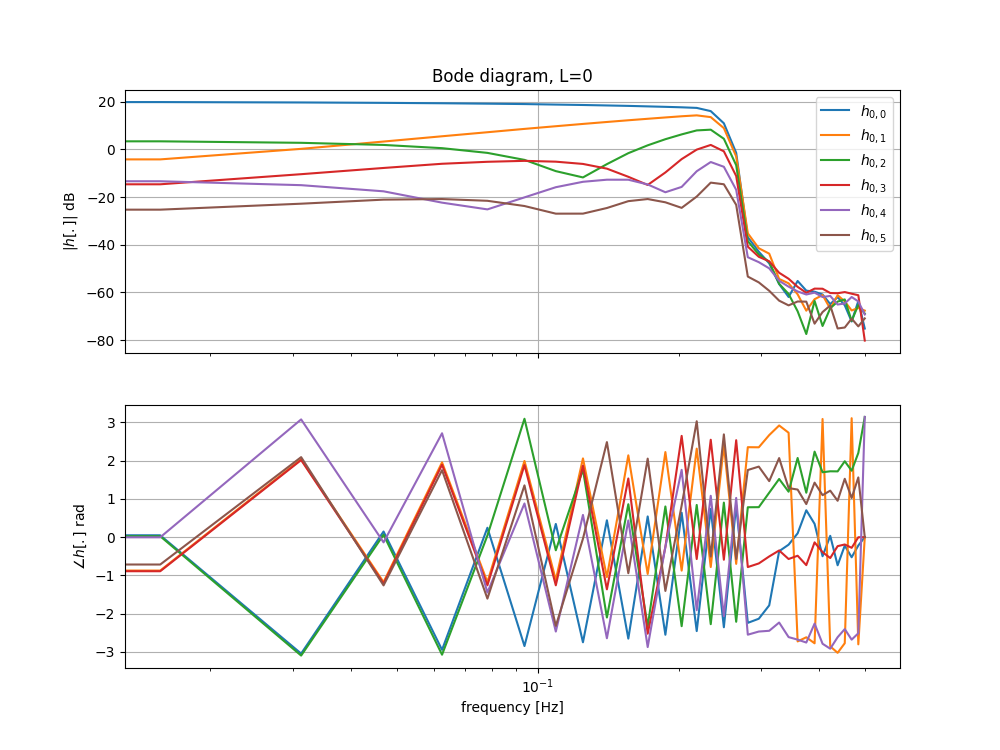 Bode diagram, L=0
|h[.]| dB
20
0
−20
−40
−60
−80
h0,0
h0,1
h0,2
h0,3
h0,4
h0,5
∠h[.] rad
3
2
1
0
−1
−2
−3
10−1
frequency [Hz]